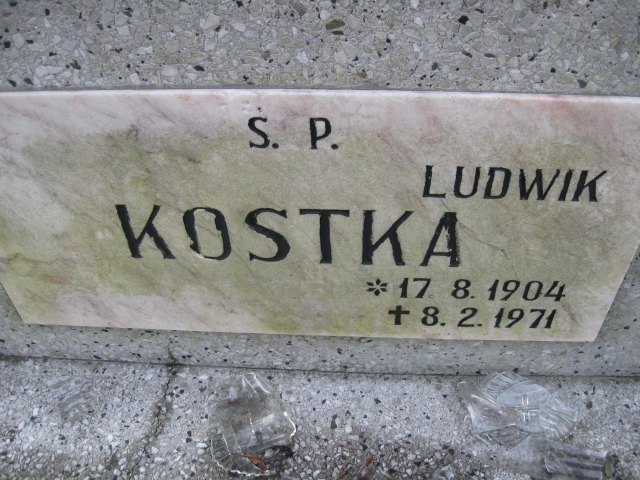 Ś. P.
LUDWIK
KOSTKA
* 17. 8. 1904
✝ 8. 2. 1971